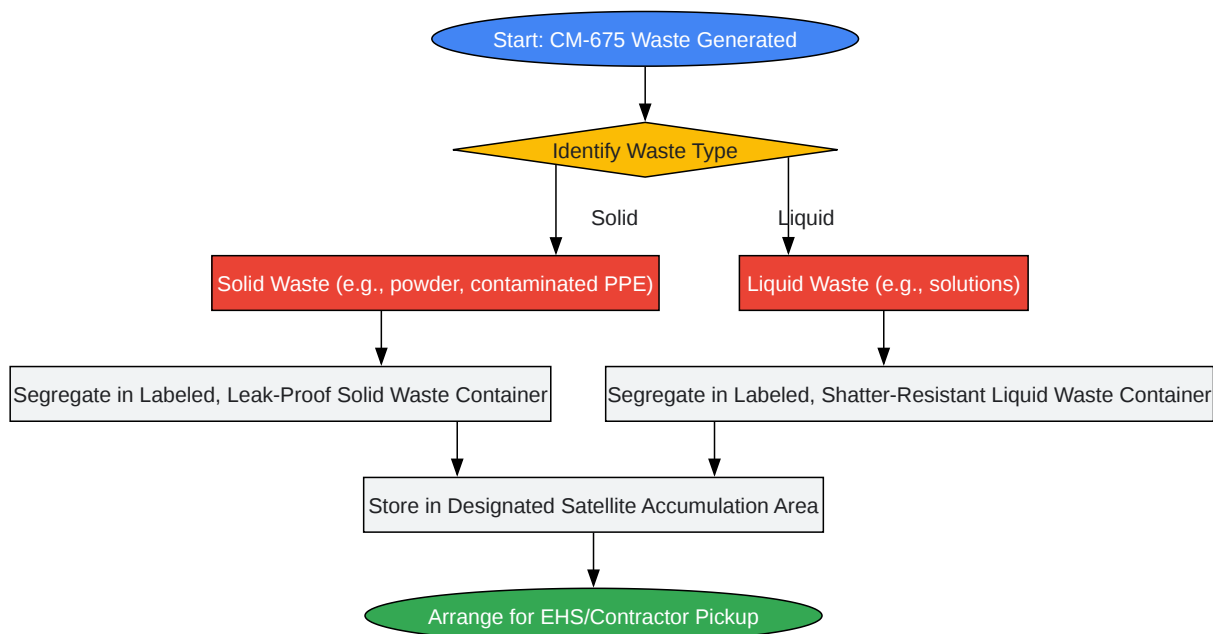 Start: CM-675 Waste Generated
Identify Waste Type
Solid
Liquid
Solid Waste (e.g., powder, contaminated PPE)
Liquid Waste (e.g., solutions)
Segregate in Labeled, Leak-Proof Solid Waste Container
Segregate in Labeled, Shatter-Resistant Liquid Waste Container
Store in Designated Satellite Accumulation Area
Arrange for EHS/Contractor Pickup